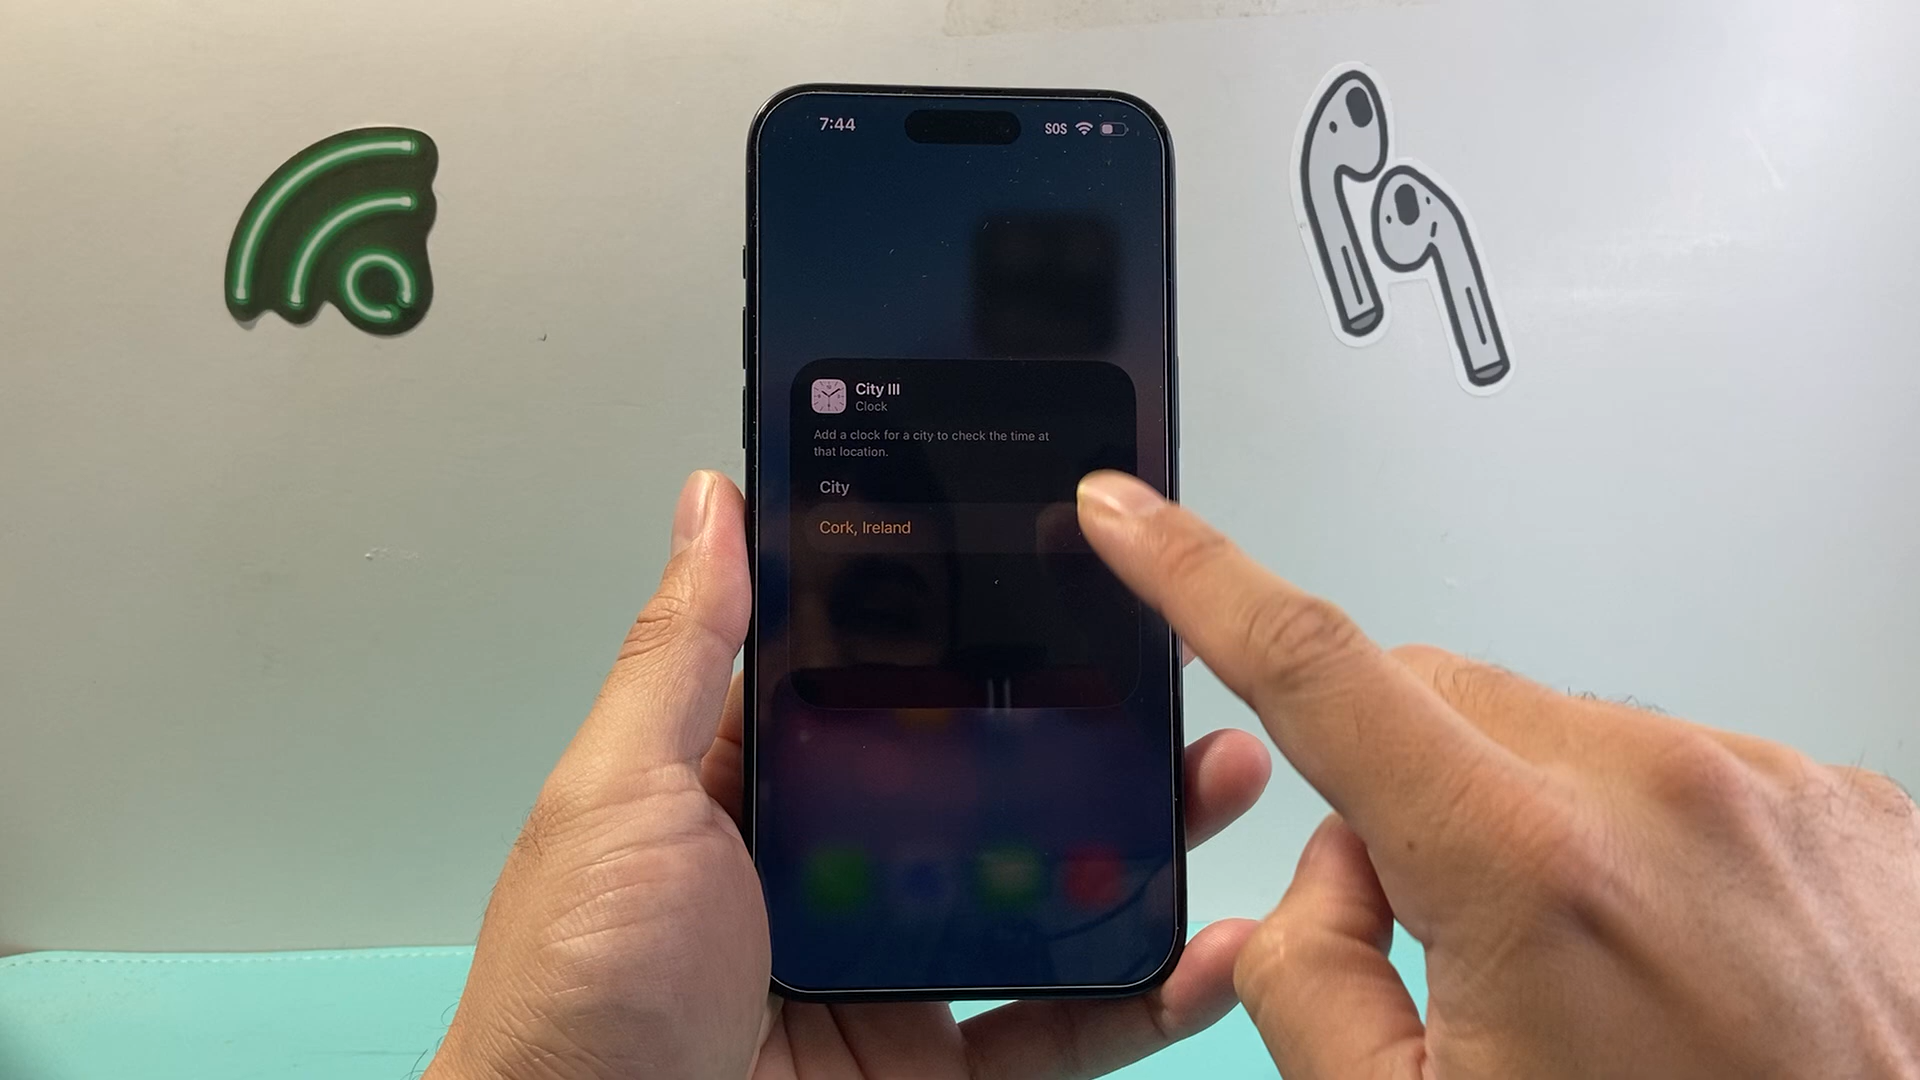 7:44
SOS
City III
Clock
Add a clock for a city to check the time at
that location.
City
Cork, Ireland